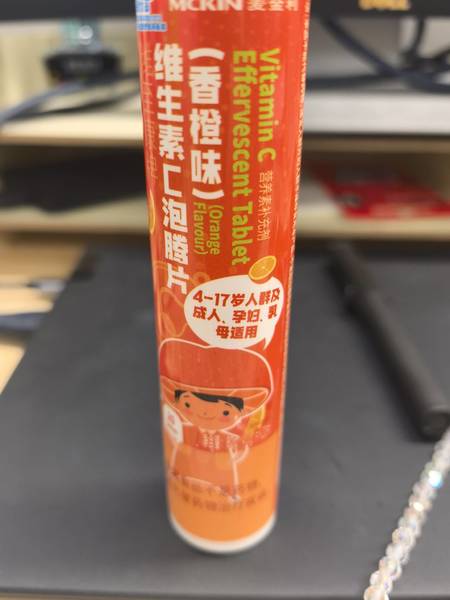 MCKIN 麦金利
维生素C泡腾片
(香橙味)
(Orange
Flavour)
Vitamin C
Effervescent Tablet
营养素补充剂
4-17岁人群及
成人、孕妇、乳
母适用